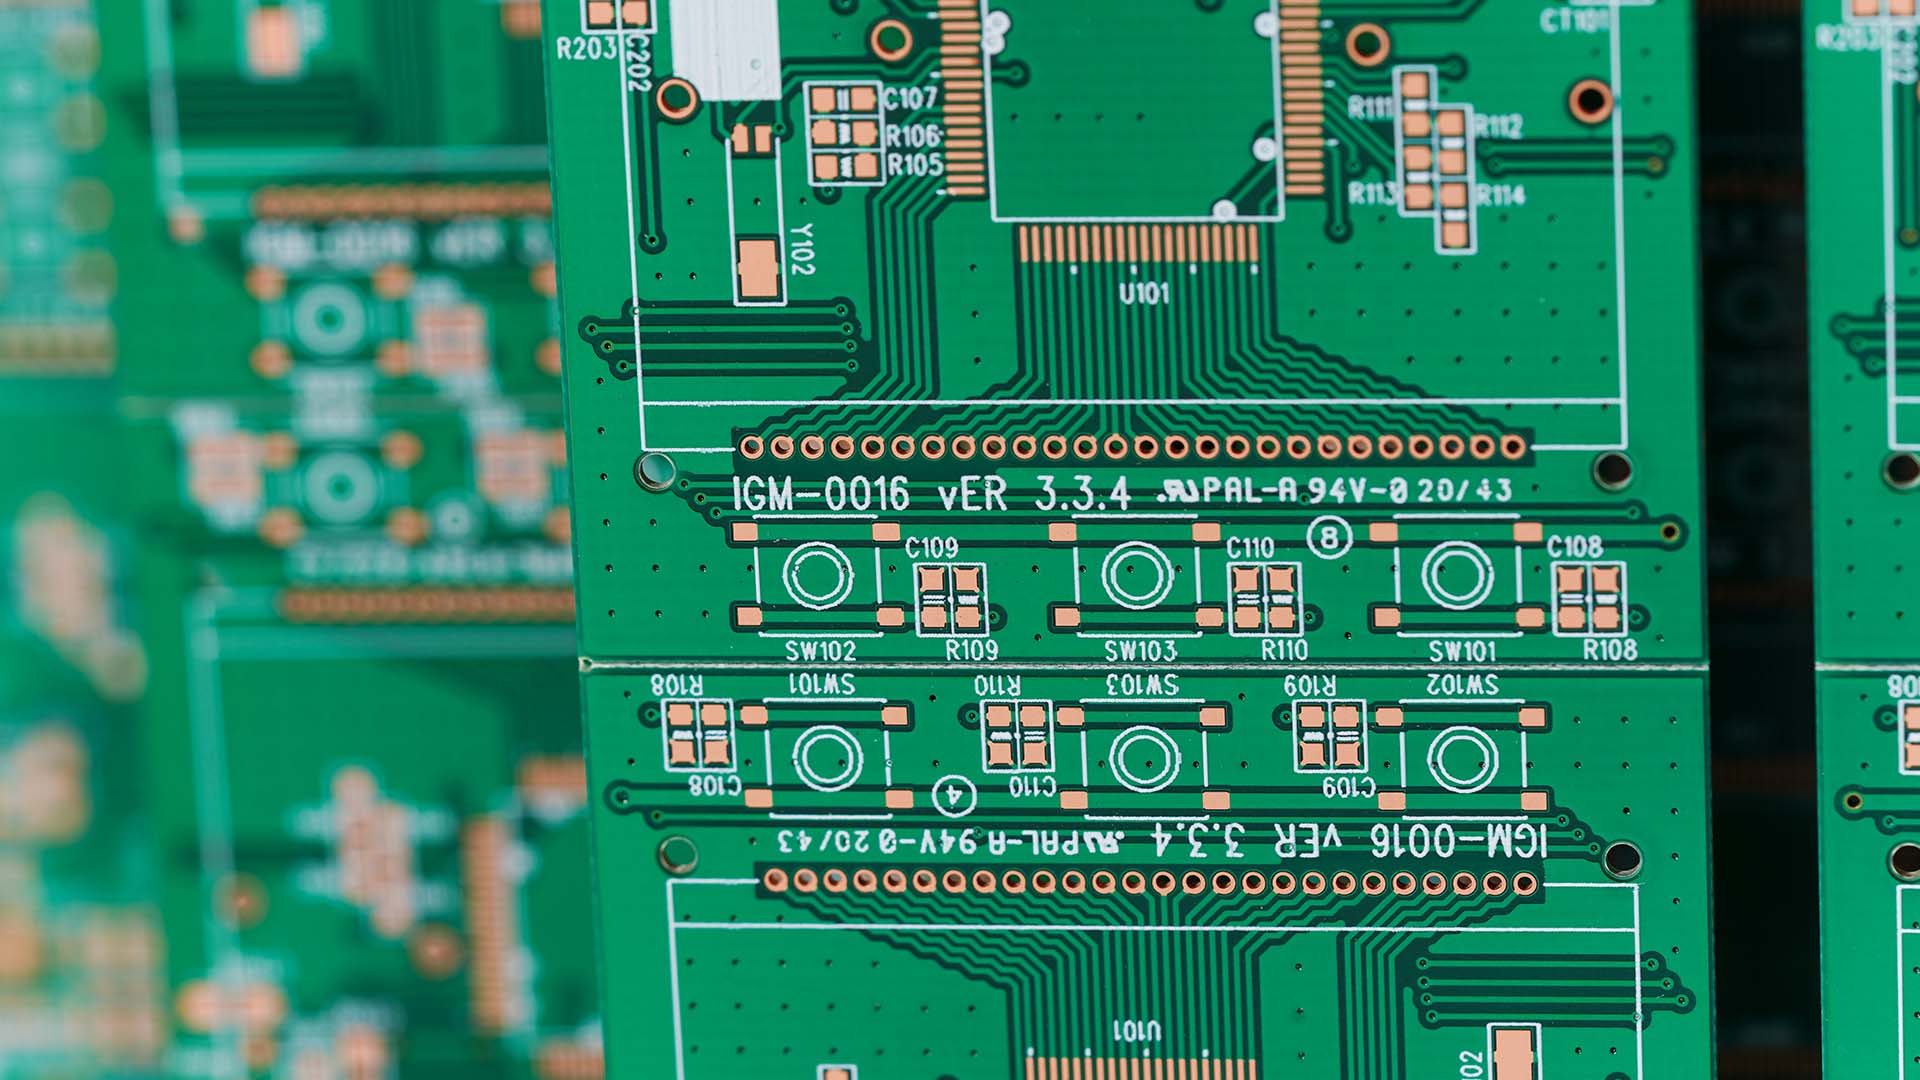 CT101
R203
C202
R203
C107
R106
R105
R111
R112
R113
R114
Y102
U101
IGM-0016 vER 3.3.4 PAL-A 94V-0 20/43
8
C109
C110
C108
SW102
R109
SW103
R110
SW101
R108
R108
SW101
R110
SW103
R109
SW102
C108
4
C110
C109
IGM-0016 vER 3.3.4 PAL-A 94V-0 20/43
U101